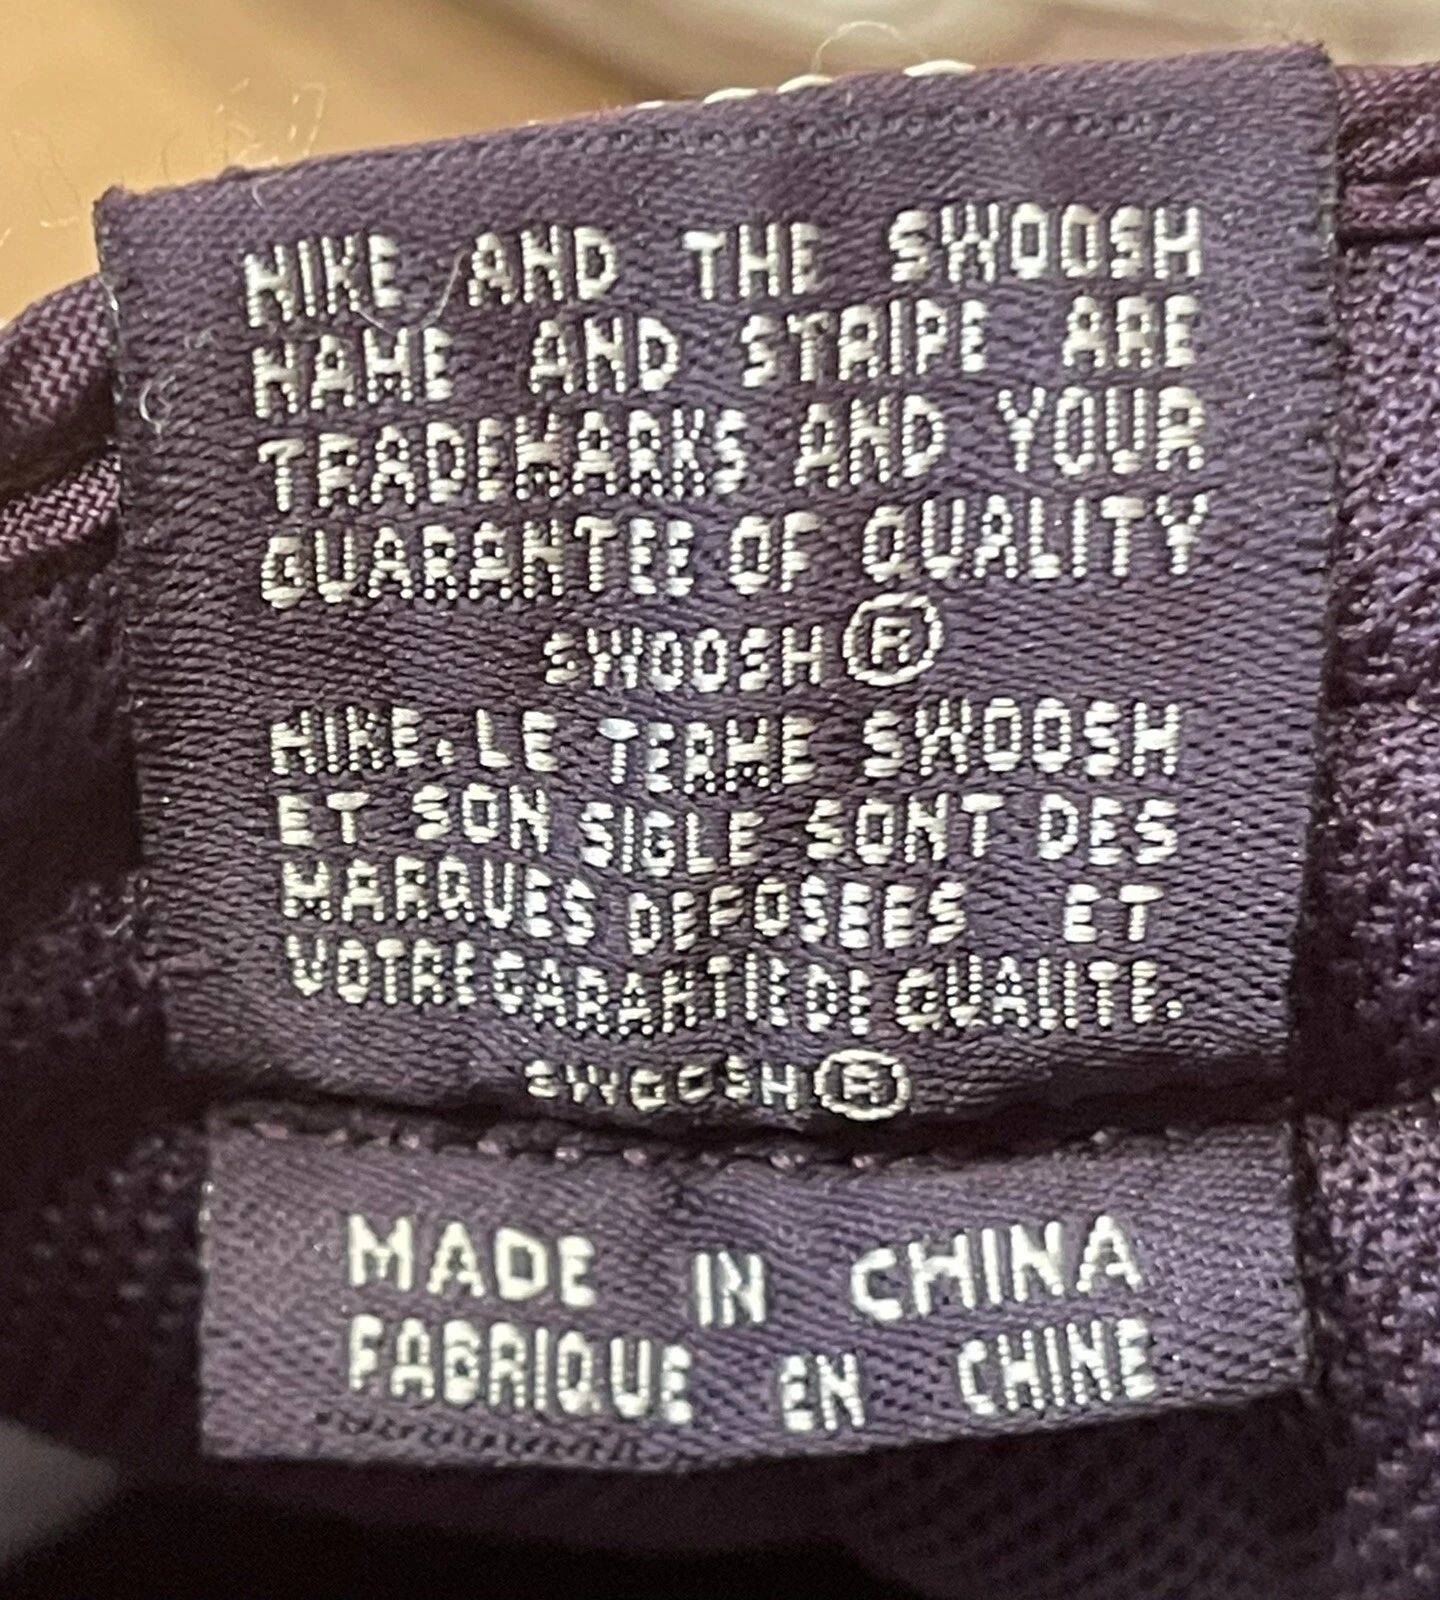 NIKE AND THE SWOOSH
NAME AND STRIPE ARE
TRADEMARKS AND YOUR
GUARANTEE OF QUALITY
SWOOSH®
NIKE, LE TERME SWOOSH
ET SON SIGLE SONT DES
MARQUES DEPOSEES ET
VOTRE GARANTIE DE QUALITE.
SWOOSH®
MADE IN CHINA
FABRIQUE EN CHINE